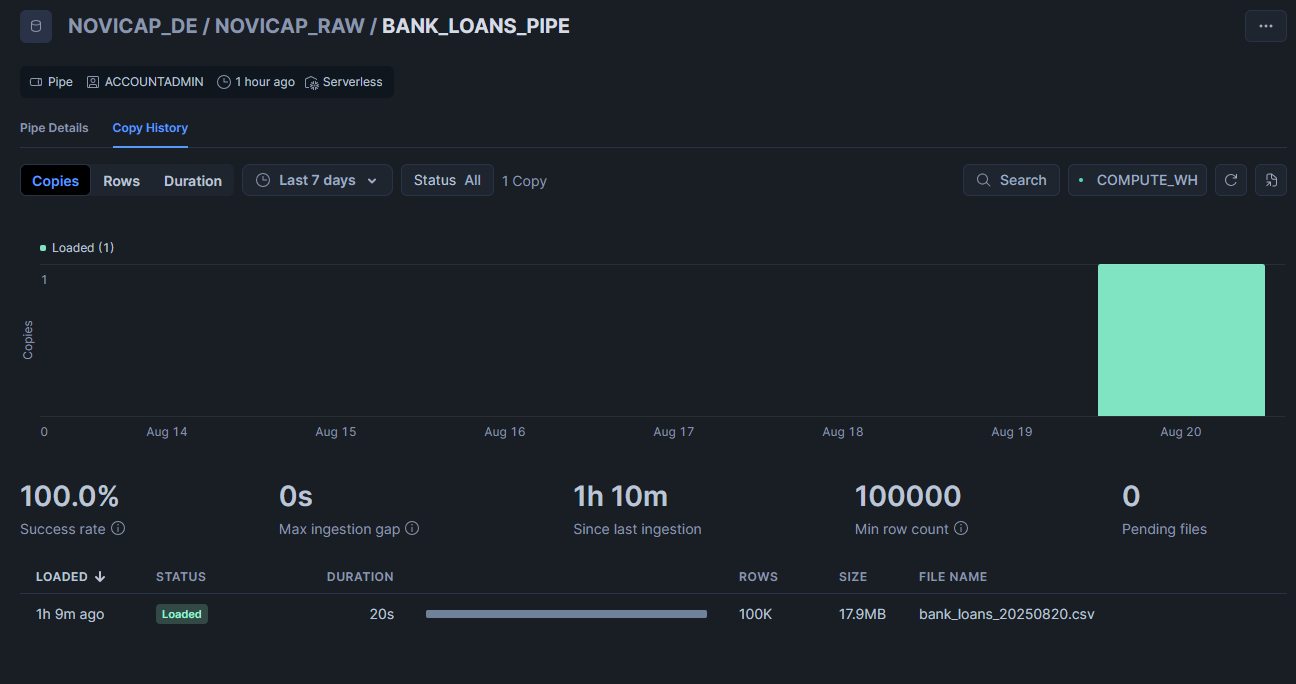 NOVICAP_DE / NOVICAP_RAW / BANK_LOANS_PIPE
Pipe ACCOUNTADMIN 1 hour ago Serverless
Pipe Details Copy History
Copies Rows Duration Last 7 days Status All 1 Copy Search COMPUTE_WH
Loaded (1)
1
Copies
0 Aug 14 Aug 15 Aug 16 Aug 17 Aug 18 Aug 19 Aug 20
100.0% 0s 1h 10m 100000 0
Success rate Max ingestion gap Since last ingestion Min row count Pending files
LOADED STATUS DURATION ROWS SIZE FILE NAME
1h 9m ago Loaded 20s 100K 17.9MB bank_loans_20250820.csv